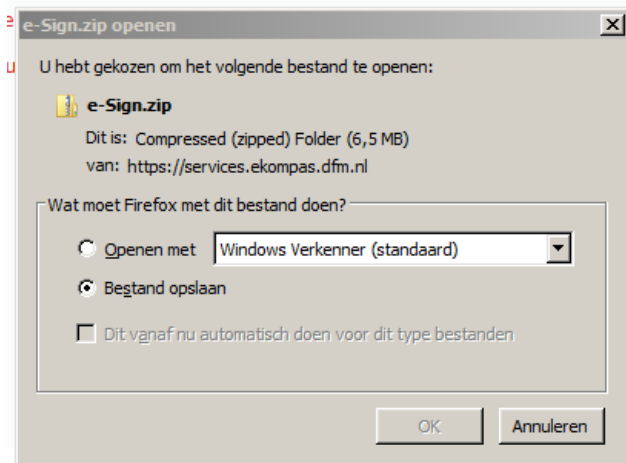 e
e-Sign.zip openen
u
U hebt gekozen om het volgende bestand te openen:
e-Sign.zip
Dit is: Compressed (zipped) Folder (6,5 MB)
van: https://services.ekompas.dfm.nl
Wat moet Firefox met dit bestand doen?
Openen met Windows Verkenner (standaard)
Bestand opslaan
Dit vanaf nu automatisch doen voor dit type bestanden
OK Annuleren